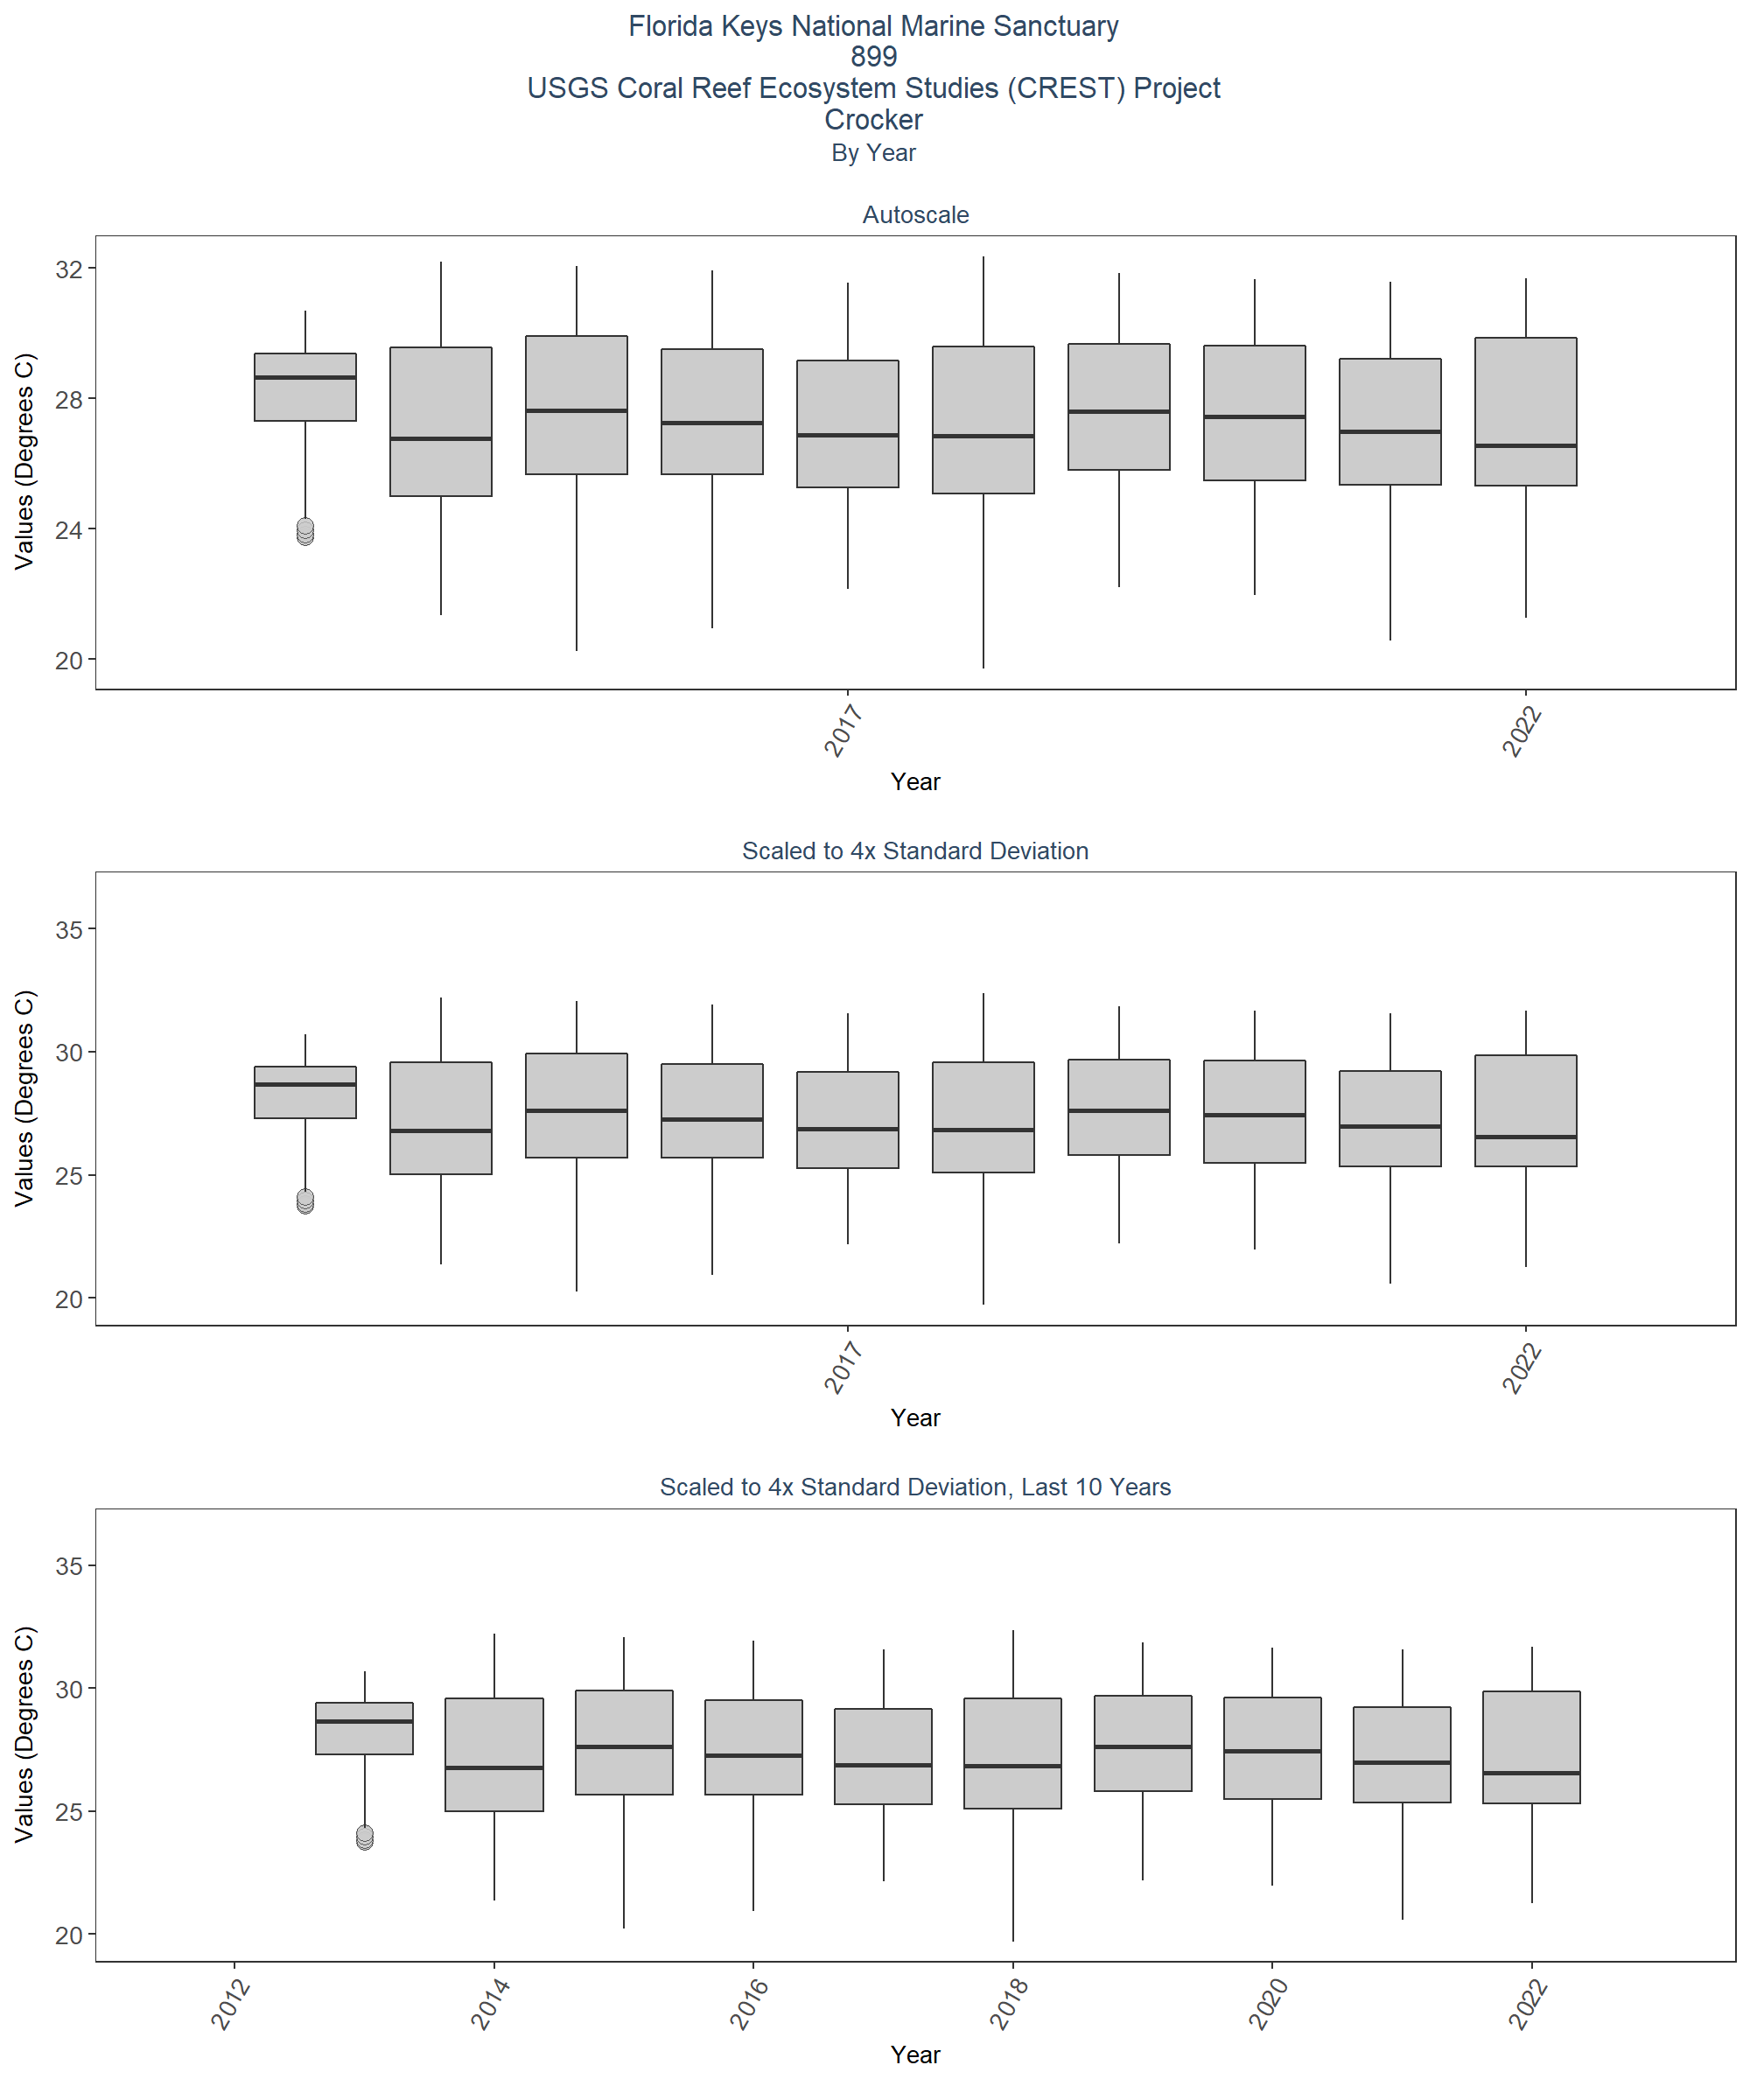 Florida Keys National Marine Sanctuary
899
USGS Coral Reef Ecosystem Studies (CREST) Project
Crocker
By Year
Autoscale
Values (Degrees C)
32
28
24
20
2017
2022
Year
Scaled to 4x Standard Deviation
Values (Degrees C)
35
30
25
20
2017
2022
Year
Scaled to 4x Standard Deviation, Last 10 Years
Values (Degrees C)
35
30
25
20
2012
2014
2016
2018
2020
2022
Year